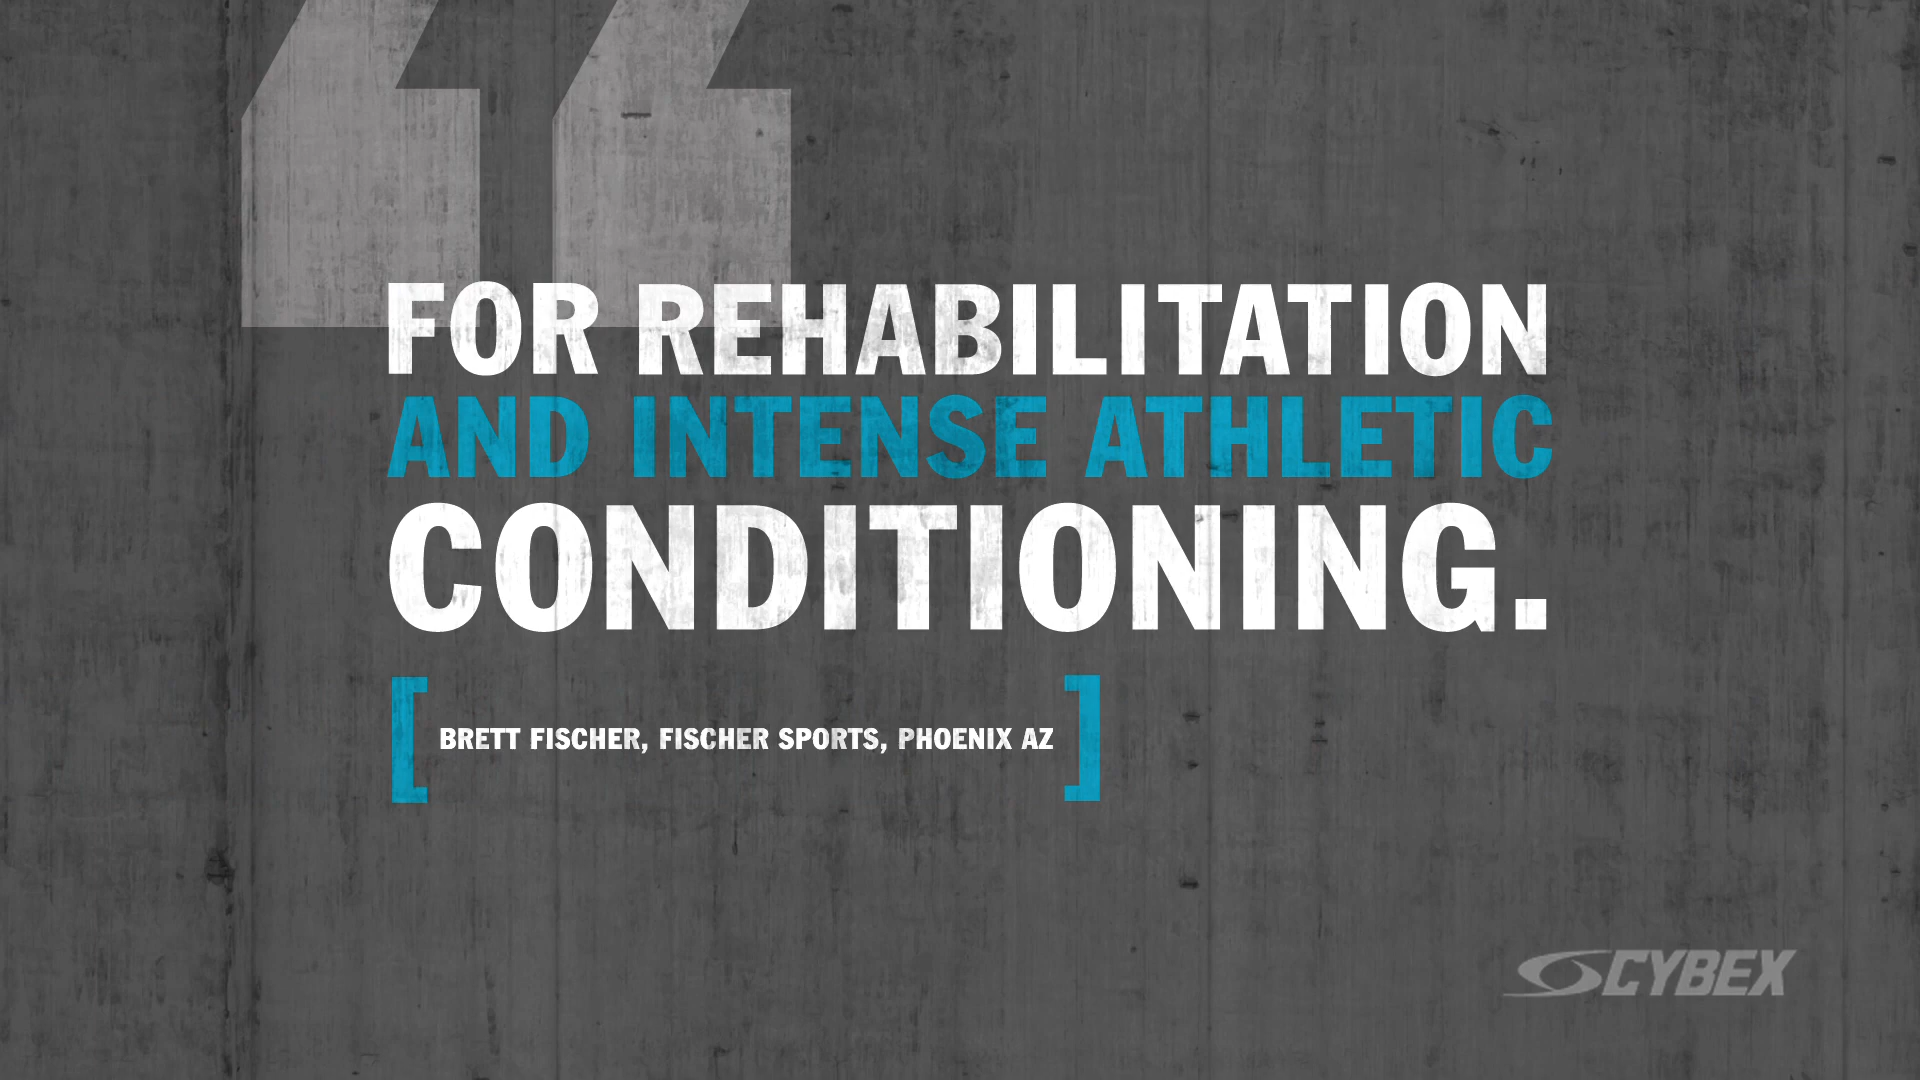 “
FOR REHABILITATION
AND INTENSE ATHLETIC
CONDITIONING.
[ BRETT FISCHER, FISCHER SPORTS, PHOENIX AZ ]
CYBEX